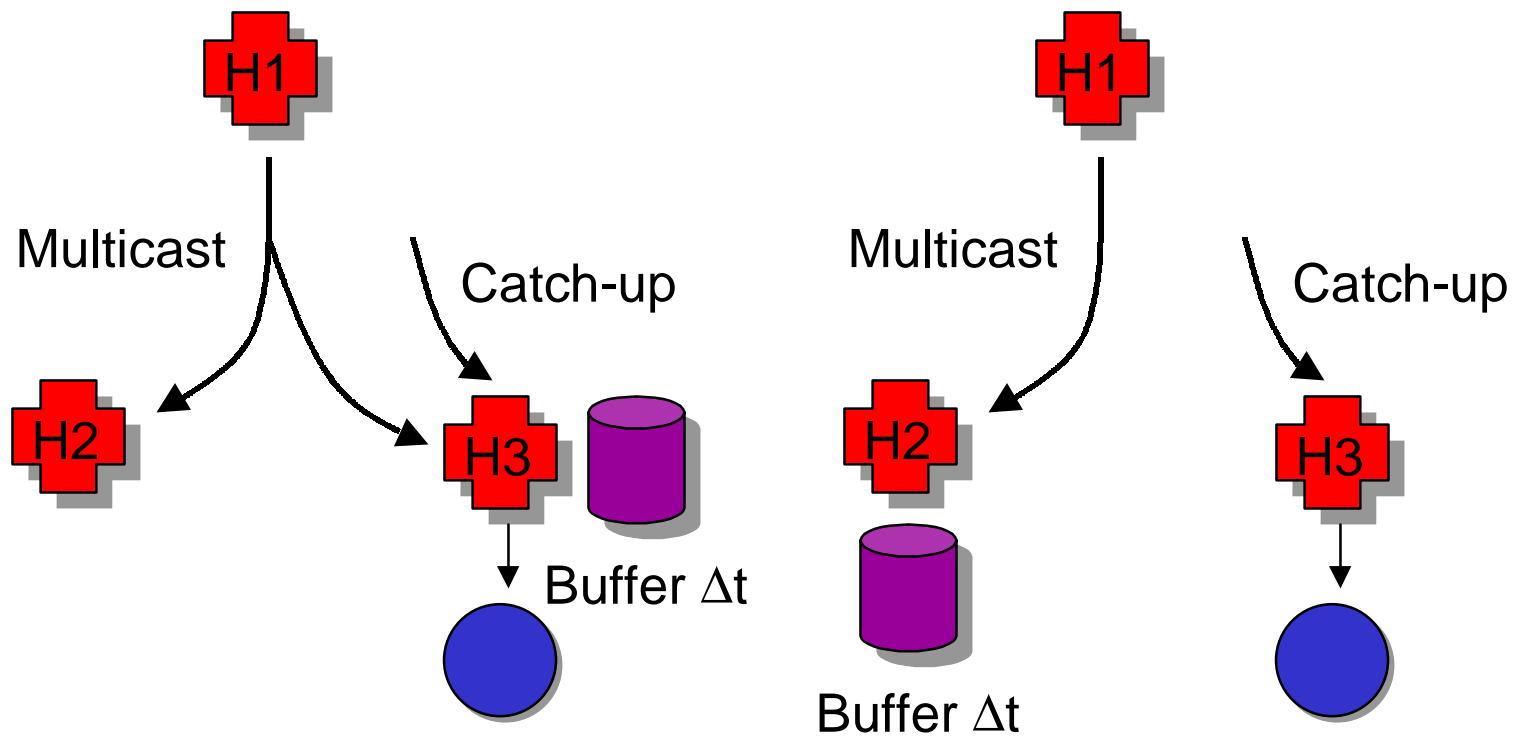 H1
Multicast
Catch-up
H2
H3
Buffer Δt
H1
Multicast
Catch-up
H2
H3
Buffer Δt